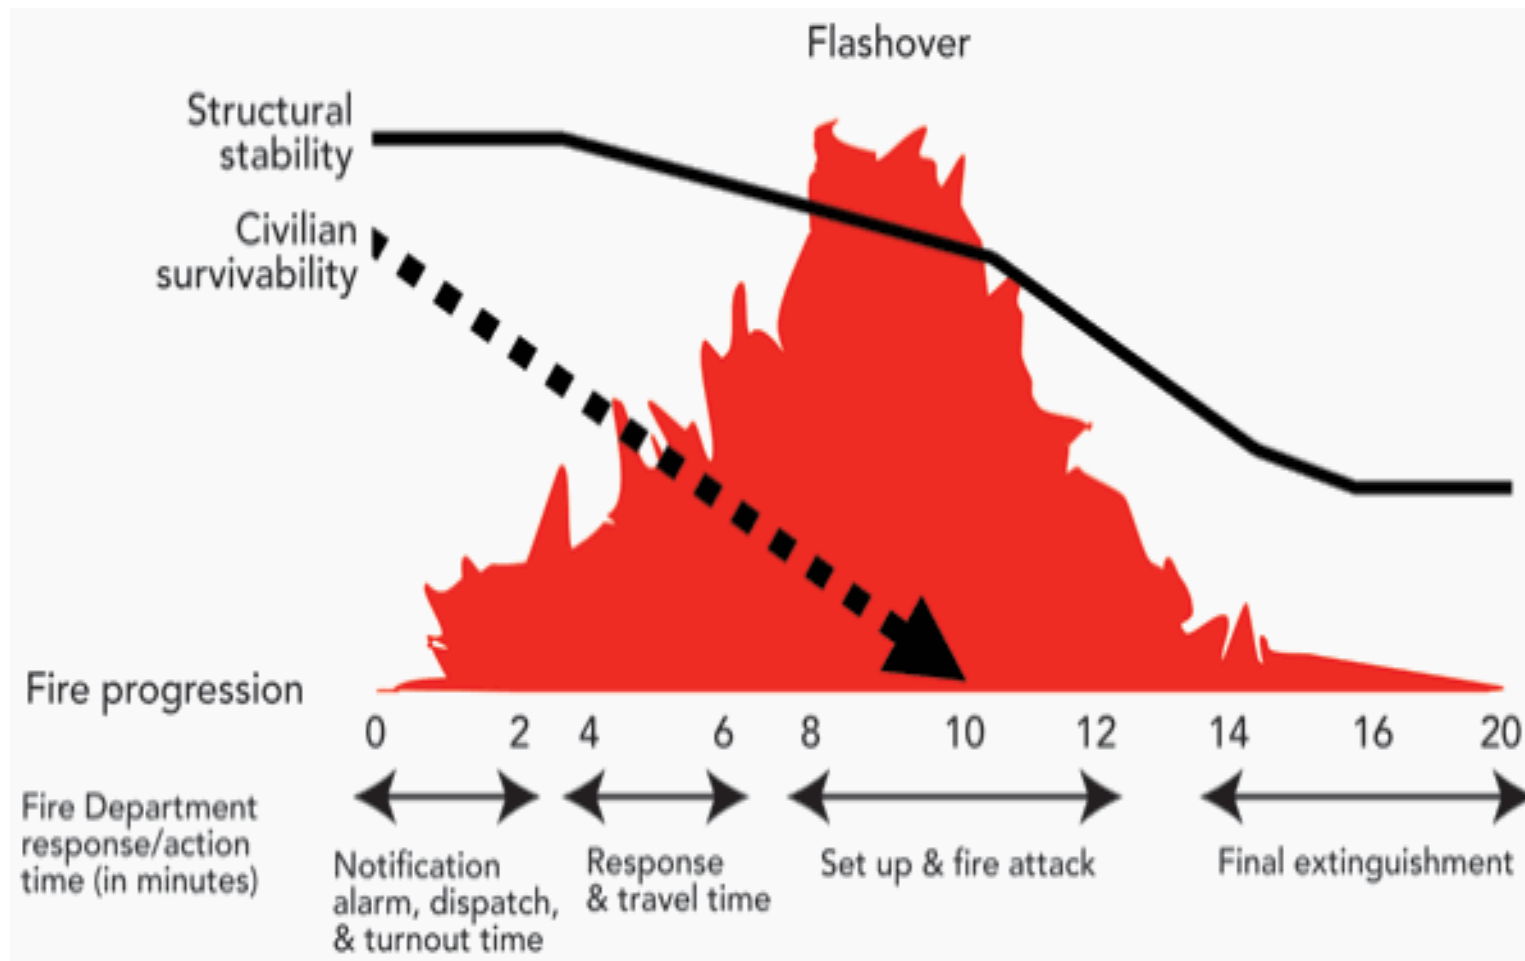 Flashover
Structural
stability
Civilian
survivability
Fire progression
0 2 4 6 8 10 12 14 16 20
Fire Department
response/action
time (in minutes)
Notification
alarm, dispatch,
& turnout time
Response
& travel time
Set up & fire attack
Final extinguishment